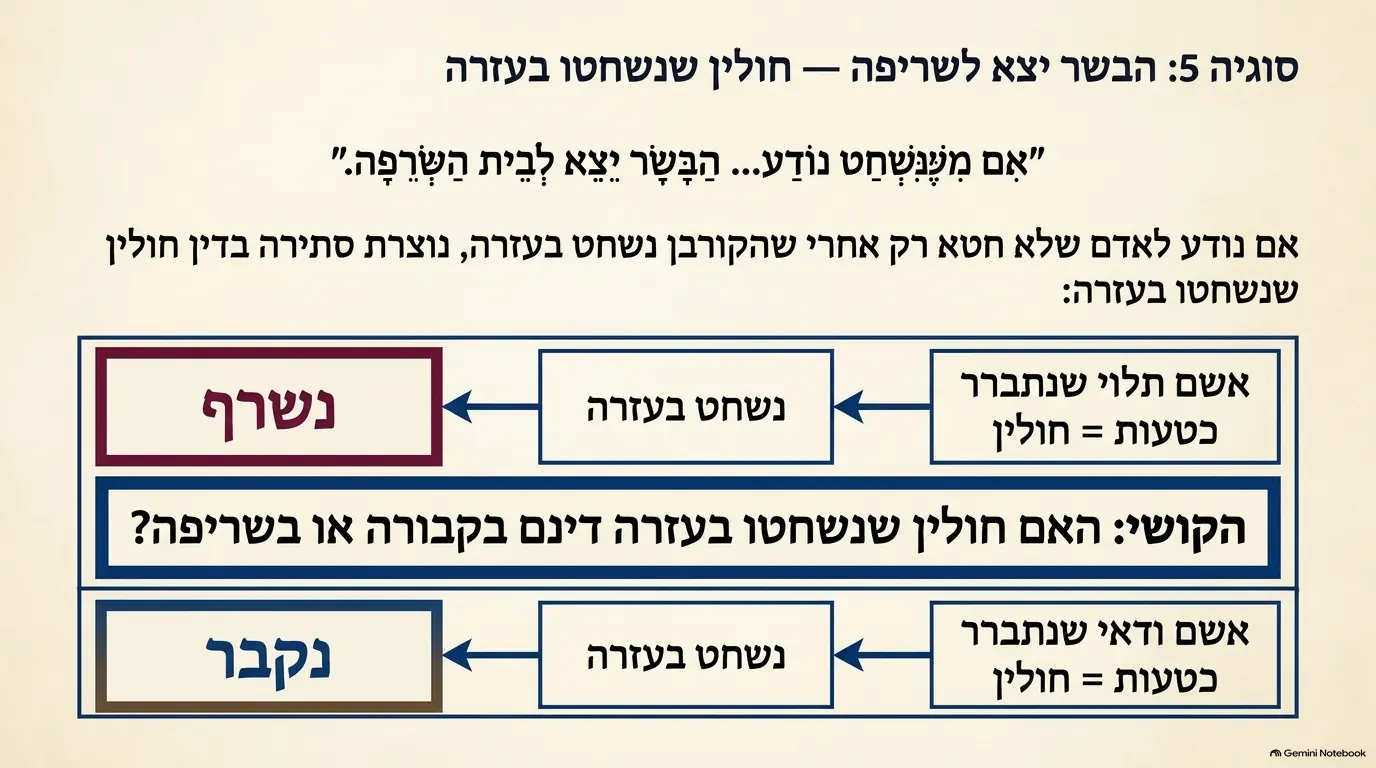 סוגיה 5: הבשר יצא לשריפה — חולין שנשחטו בעזרה
"אִם מִשֶּׁנִּשְׁחַט נוֹדַע... הַבָּשָׂר יֵצֵא לְבֵית הַשְּׂרֵפָה."
אם נודע לאדם שלא חטא רק אחרי שהקורבן נשחט בעזרה, נוצרת סתירה בדין חולין
שנשחטו בעזרה:
אשם תלוי שנתברר
כטעות = חולין
נשחט בעזרה
נשרף
הקושי: האם חולין שנשחטו בעזרה דינם בקבורה או בשריפה?
אשם ודאי שנתברר
כטעות = חולין
נשחט בעזרה
נקבר
Gemini Notebook